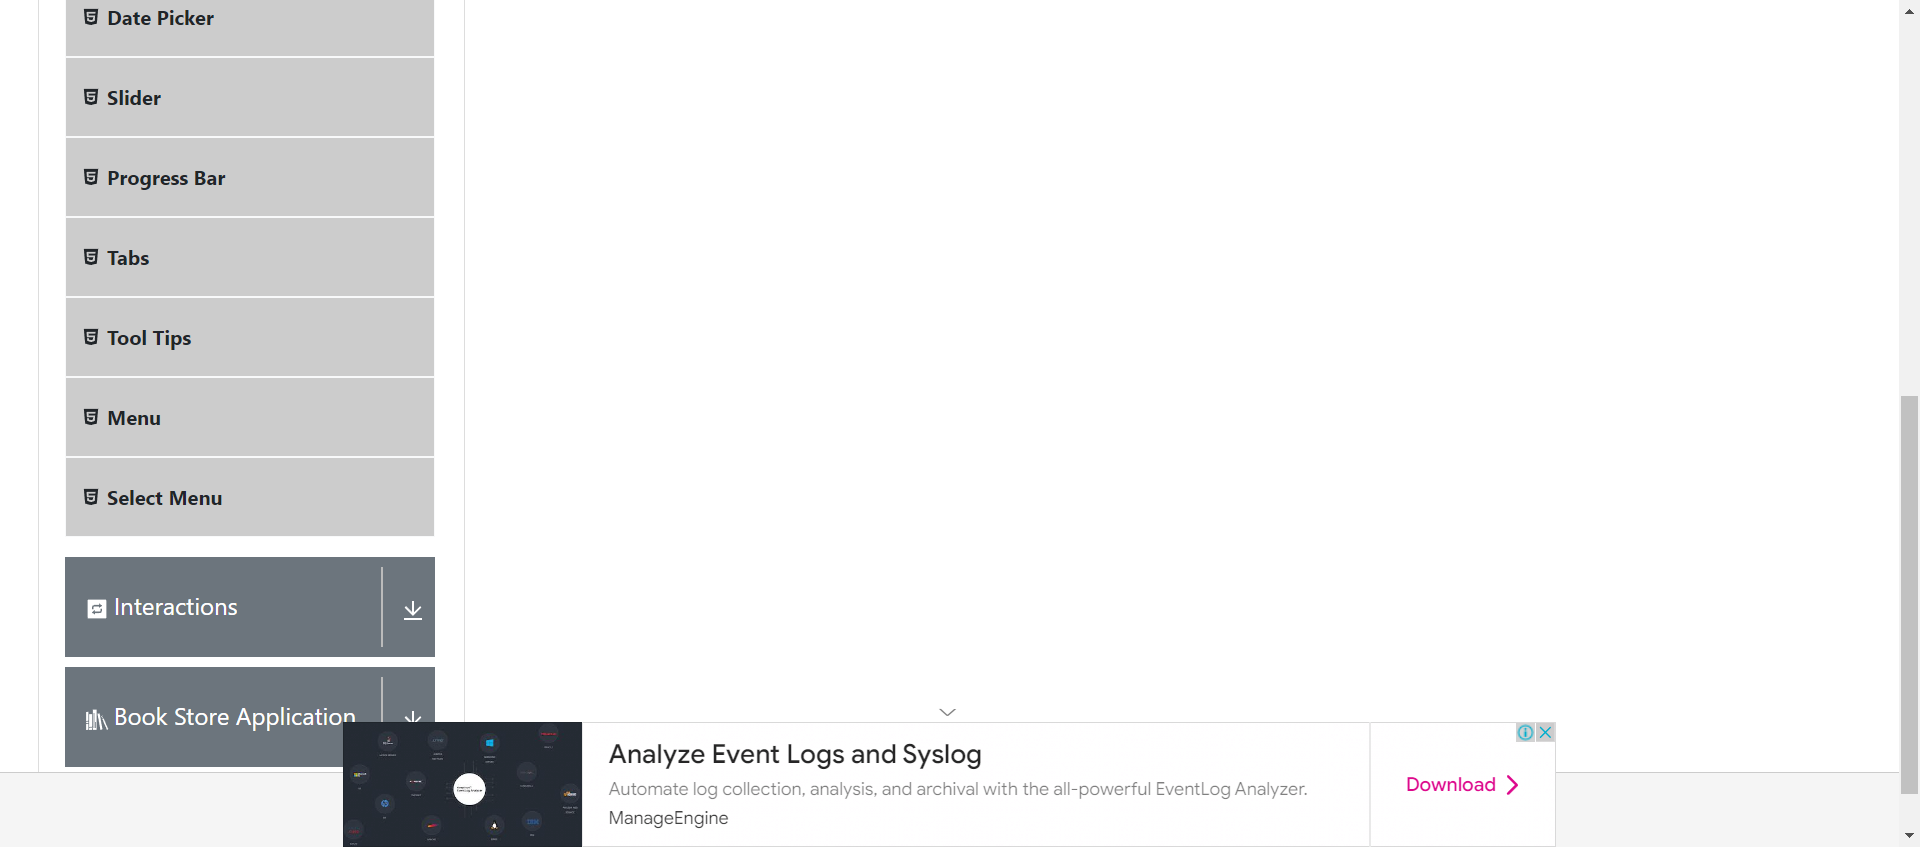 Date Picker
Slider
Progress Bar
Tabs
Tool Tips
Menu
Select Menu
Interactions
Book Store Application
Analyze Event Logs and Syslog
Automate log collection, analysis, and archival with the all-powerful EventLog Analyzer.
ManageEngine
Download